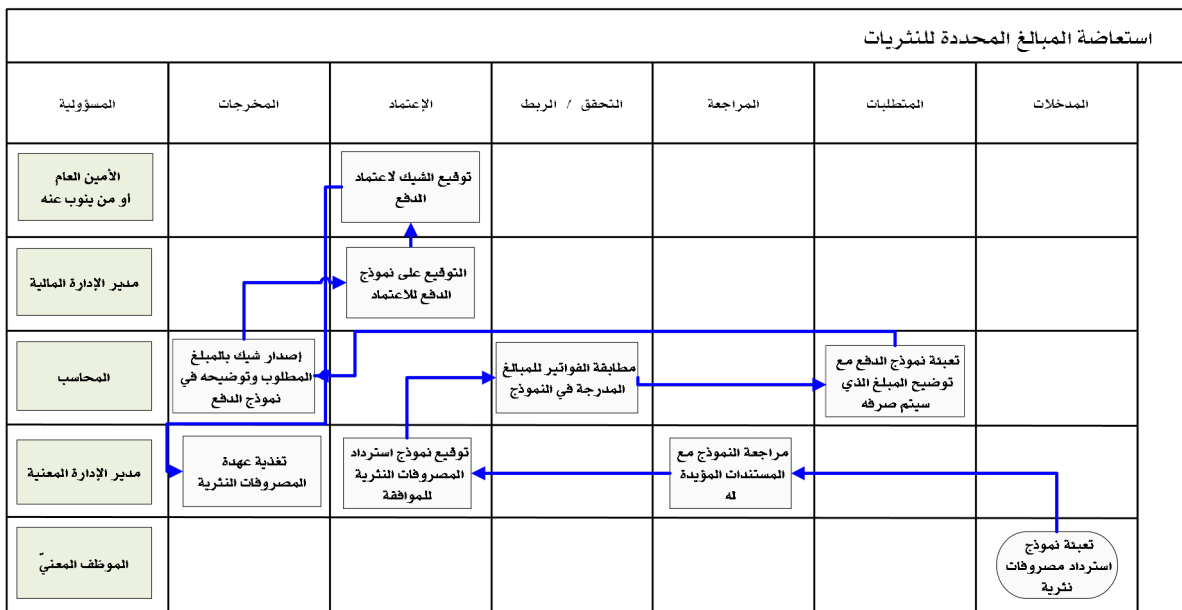 استعاضة المبالغ المحددة للنثريات
المدخلات
المتطلبات
المراجعة
التحقق / الربط
الإعتماد
المخرجات
المسؤولية
توقيع الشيك لاعتماد
الدفع
الأمين العام
او من ينوب عنه
التوقيع على نموذج
الدفع للاعتماد
مدير الإدارة المالية
تعبئة نموذج الدفع مع
توضيح المبلغ الذي
سيتم صرفه
مطابقة الفواتير للمبالغ
المدرجة في النموذج
إصدار شيك بالمبلغ
المطلوب وتوضيحه في
نموذج الدفع
المحاسب
مراجعة النموذج مع
المستندات المؤيدة
له
توقيع نموذج استرداد
المصروفات النثرية
للموافقة
تغذية عهدة
المصروفات النثرية
مدير الإدارة المعنية
تعبئة نموذج
استرداد مصروفات
نثرية
الموظف المعنيّ